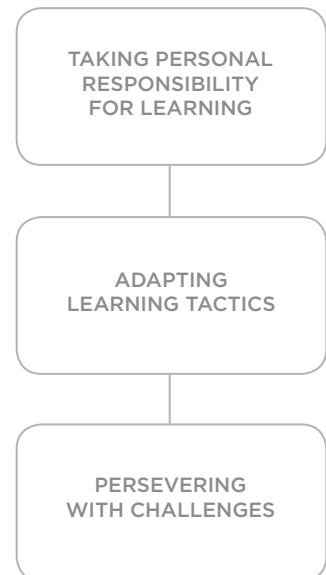 TAKING PERSONAL
RESPONSIBILITY
FOR LEARNING
ADAPTING
LEARNING TACTICS
PERSEVERING
WITH CHALLENGES